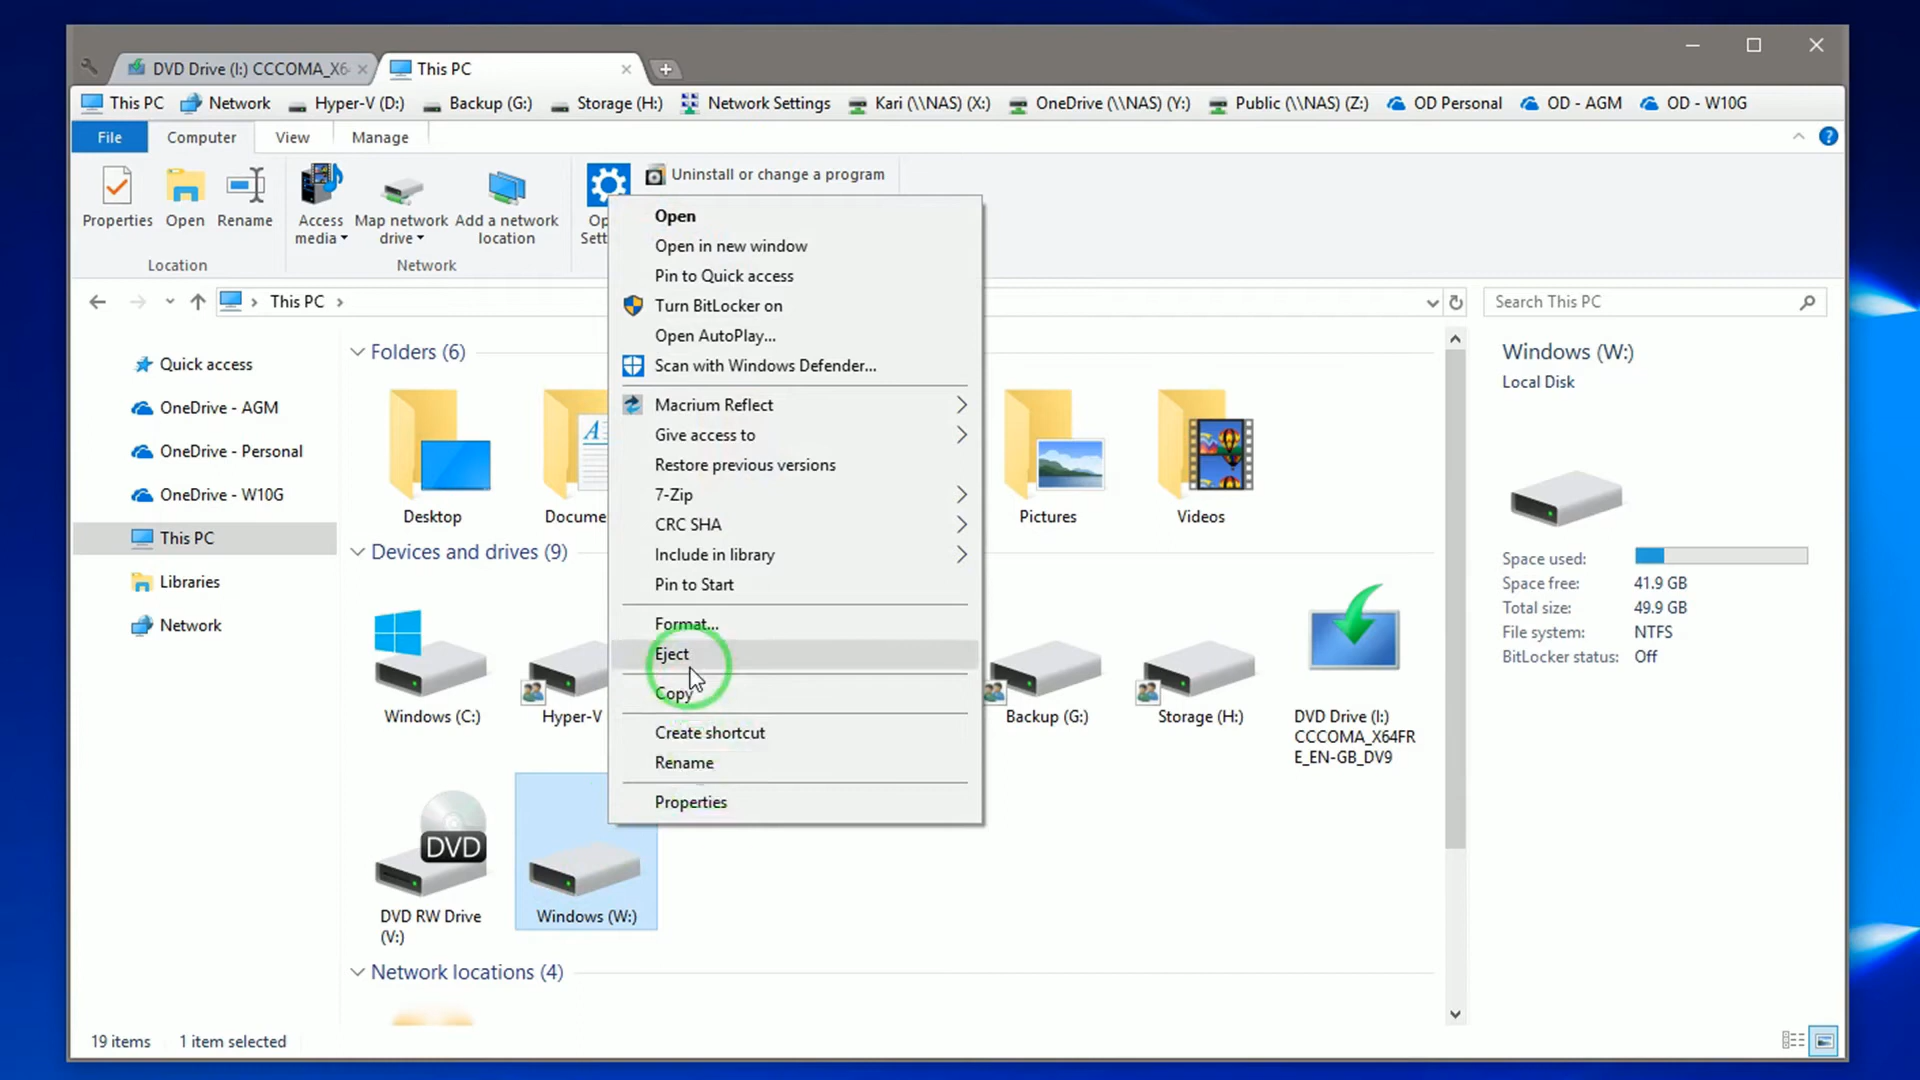 DVD Drive (I:) CCCOMA_X6
This PC
This PC
Network
Hyper-V (D:)
Backup (G:)
Storage (H:)
Network Settings
Kari (\\NAS) (X:)
OneDrive (\\NAS) (Y:)
Public (\\NAS) (Z:)
OD Personal
OD - AGM
OD - W10G
File
Computer
View
Manage
Properties
Open
Rename
Access
media
Map network
drive
Add a network
location
Op
Sett
Uninstall or change a program
Location
Network
This PC
Search This PC
Quick access
OneDrive - AGM
OneDrive - Personal
OneDrive - W10G
This PC
Libraries
Network
Folders (6)
Desktop
Docume
Pictures
Videos
Devices and drives (9)
Windows (C:)
Hyper-V
Backup (G:)
Storage (H:)
DVD Drive (I:)
CCCOMA_X64FR
E_EN-GB_DV9
DVD
DVD RW Drive
(V:)
Windows (W:)
Network locations (4)
Open
Open in new window
Pin to Quick access
Turn BitLocker on
Open AutoPlay...
Scan with Windows Defender...
Macrium Reflect
Give access to
Restore previous versions
7-Zip
CRC SHA
Include in library
Pin to Start
Format...
Eject
Copy
Create shortcut
Rename
Properties
Windows (W:)
Local Disk
Space used:
Space free: 41.9 GB
Total size: 49.9 GB
File system: NTFS
BitLocker status: Off
19 items
1 item selected